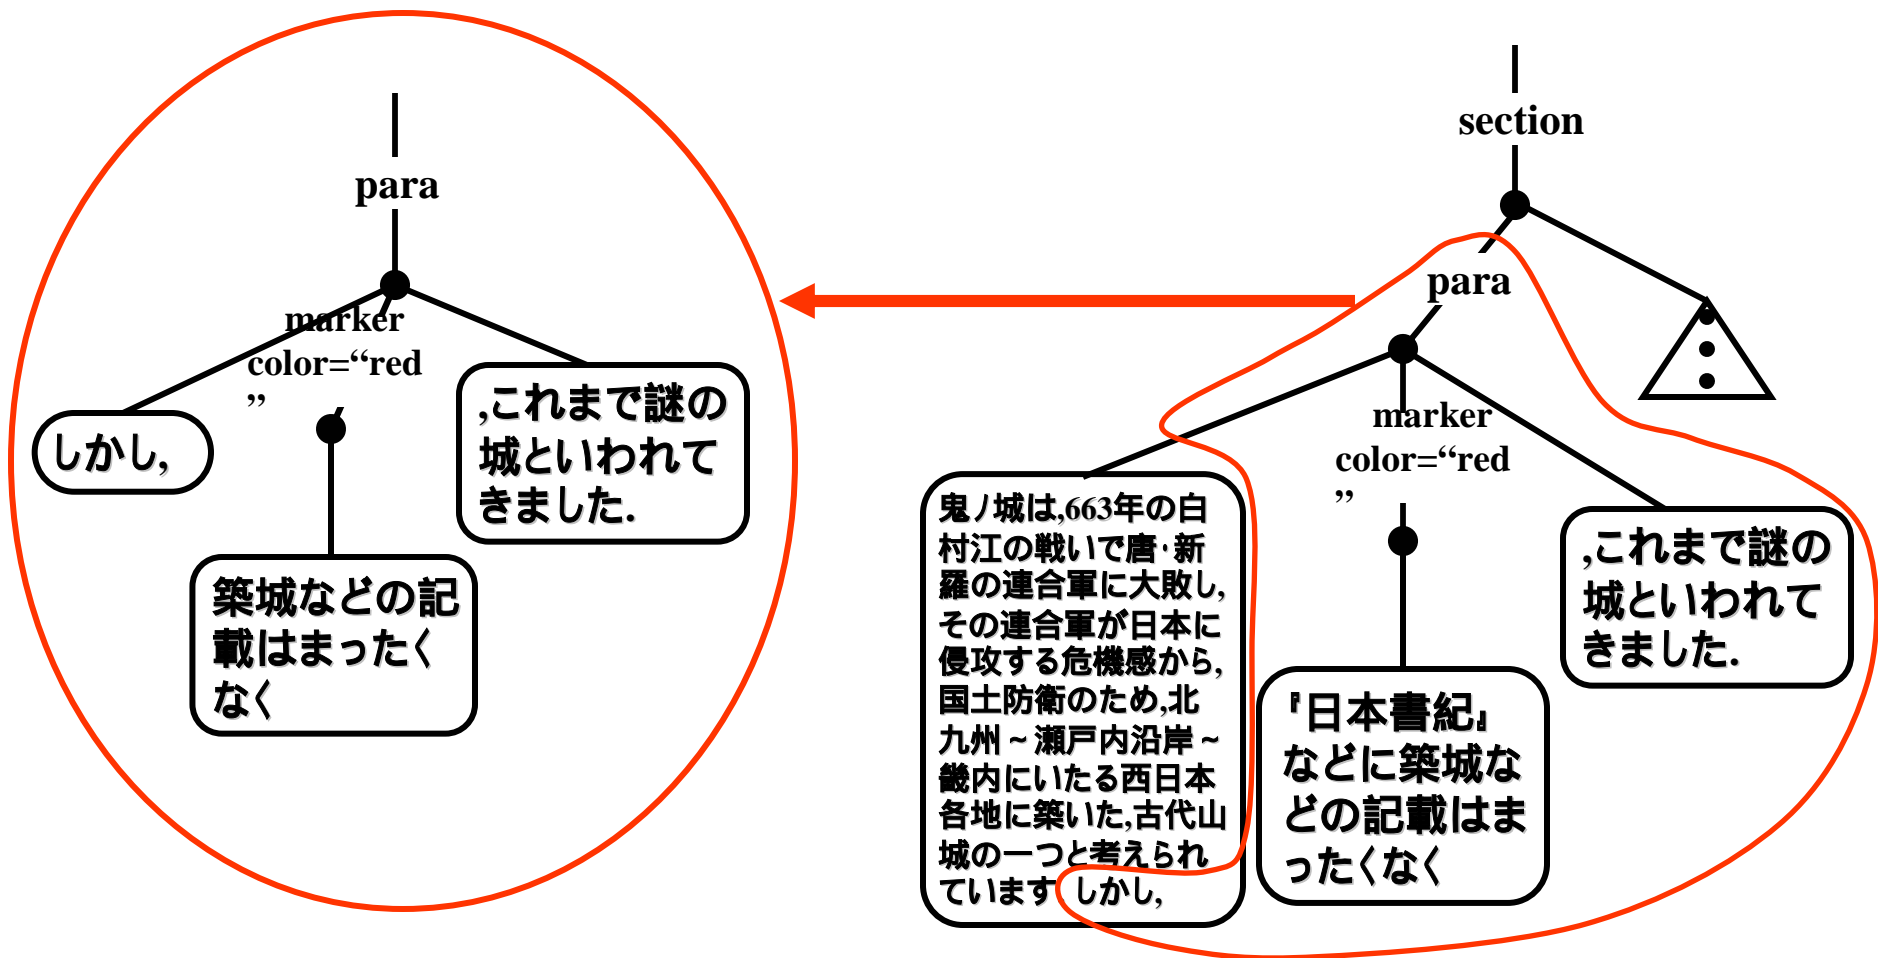 para
marker
color=“red
”
しかし,
,これまで謎の
城といわれて
きました.
築城などの記
載はまったく
なく
section
para
marker
color=“red
”
鬼ノ城は,663年の白
村江の戦いで唐･新
羅の連合軍に大敗し,
その連合軍が日本に
侵攻する危機感から,
国土防衛のため,北
九州~瀬戸内沿岸~
畿内にいたる西日本
各地に築いた,古代山
城の一つと考えられ
ています しかし,
『日本書紀』
などに築城な
どの記載はま
ったくなく
,これまで謎の
城といわれて
きました.